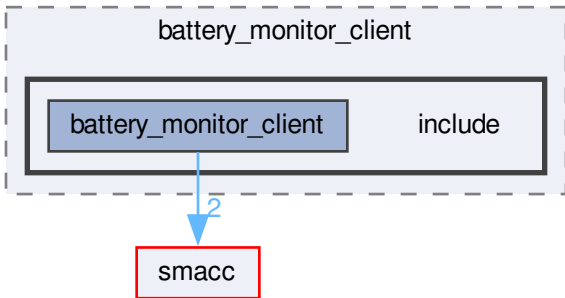 battery_monitor_client
battery_monitor_client include
2
smacc